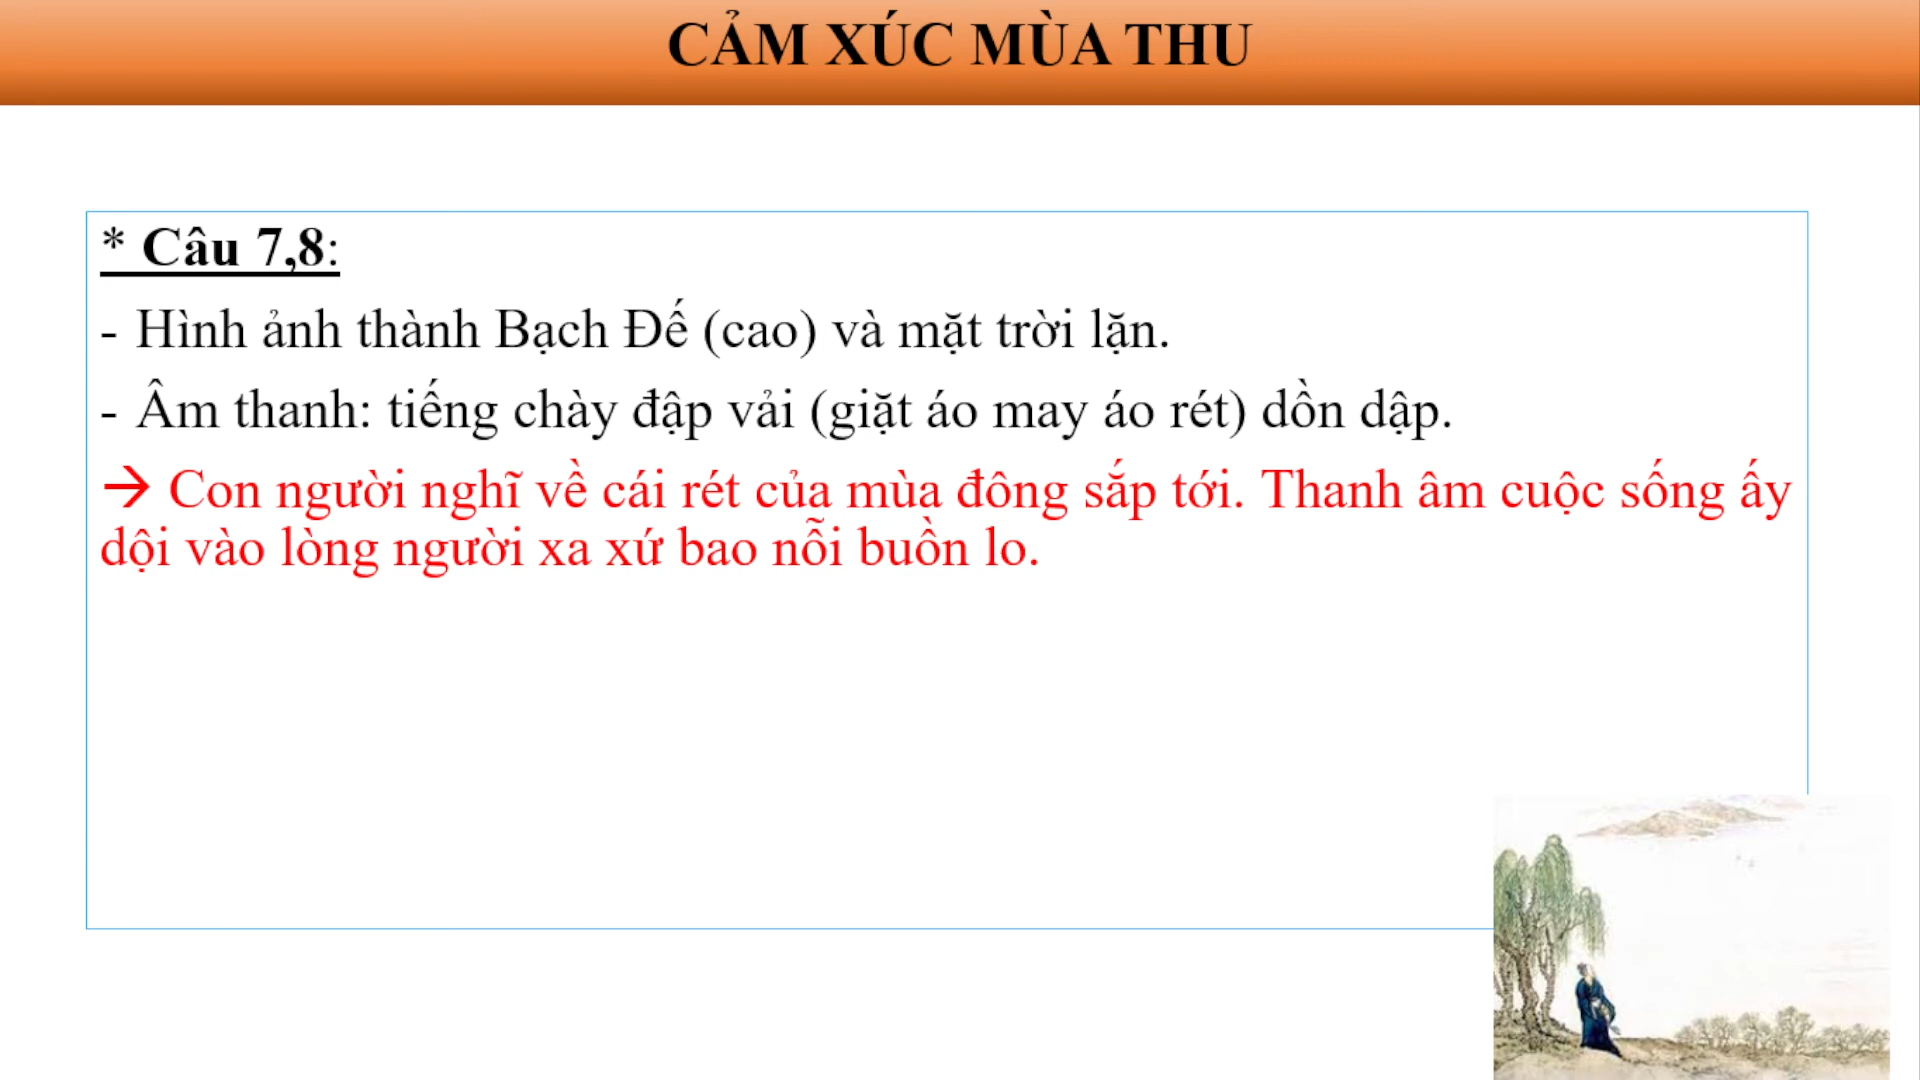 CẢM XÚC MÙA THU
* Câu 7,8:
- Hình ảnh thành Bạch Đế (cao) và mặt trời lặn.
- Âm thanh: tiếng chày đập vải (giặt áo may áo rét) dồn dập.
→ Con người nghĩ về cái rét của mùa đông sắp tới. Thanh âm cuộc sống ấy
dội vào lòng người xa xứ bao nỗi buồn lo.